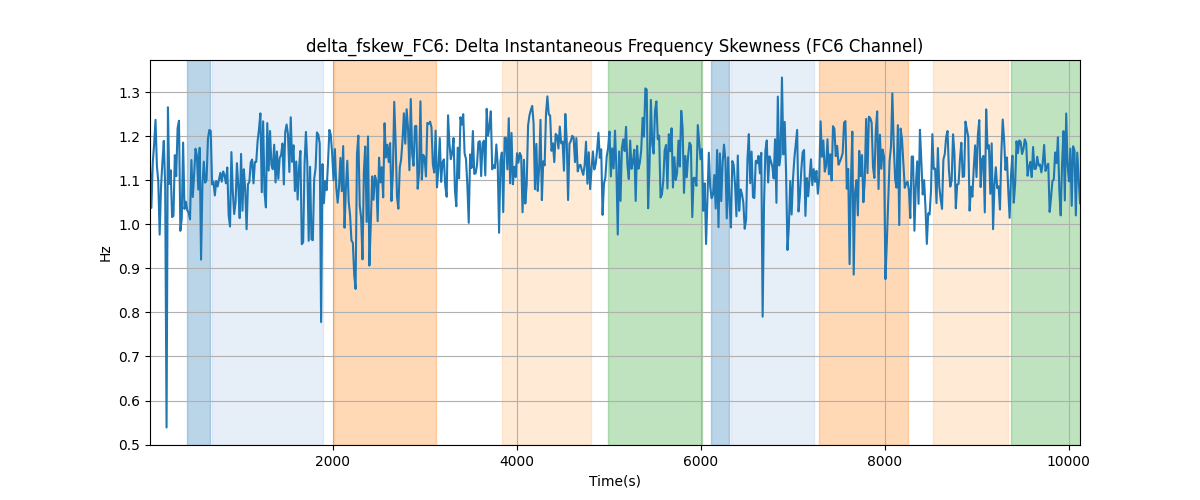 delta_fskew_FC6: Delta Instantaneous Frequency Skewness (FC6 Channel)
1.3
1.2
1.1
1.0
0.9
0.8
0.7
0.6
0.5
Hz
2000 4000 6000 8000 10000
Time(s)